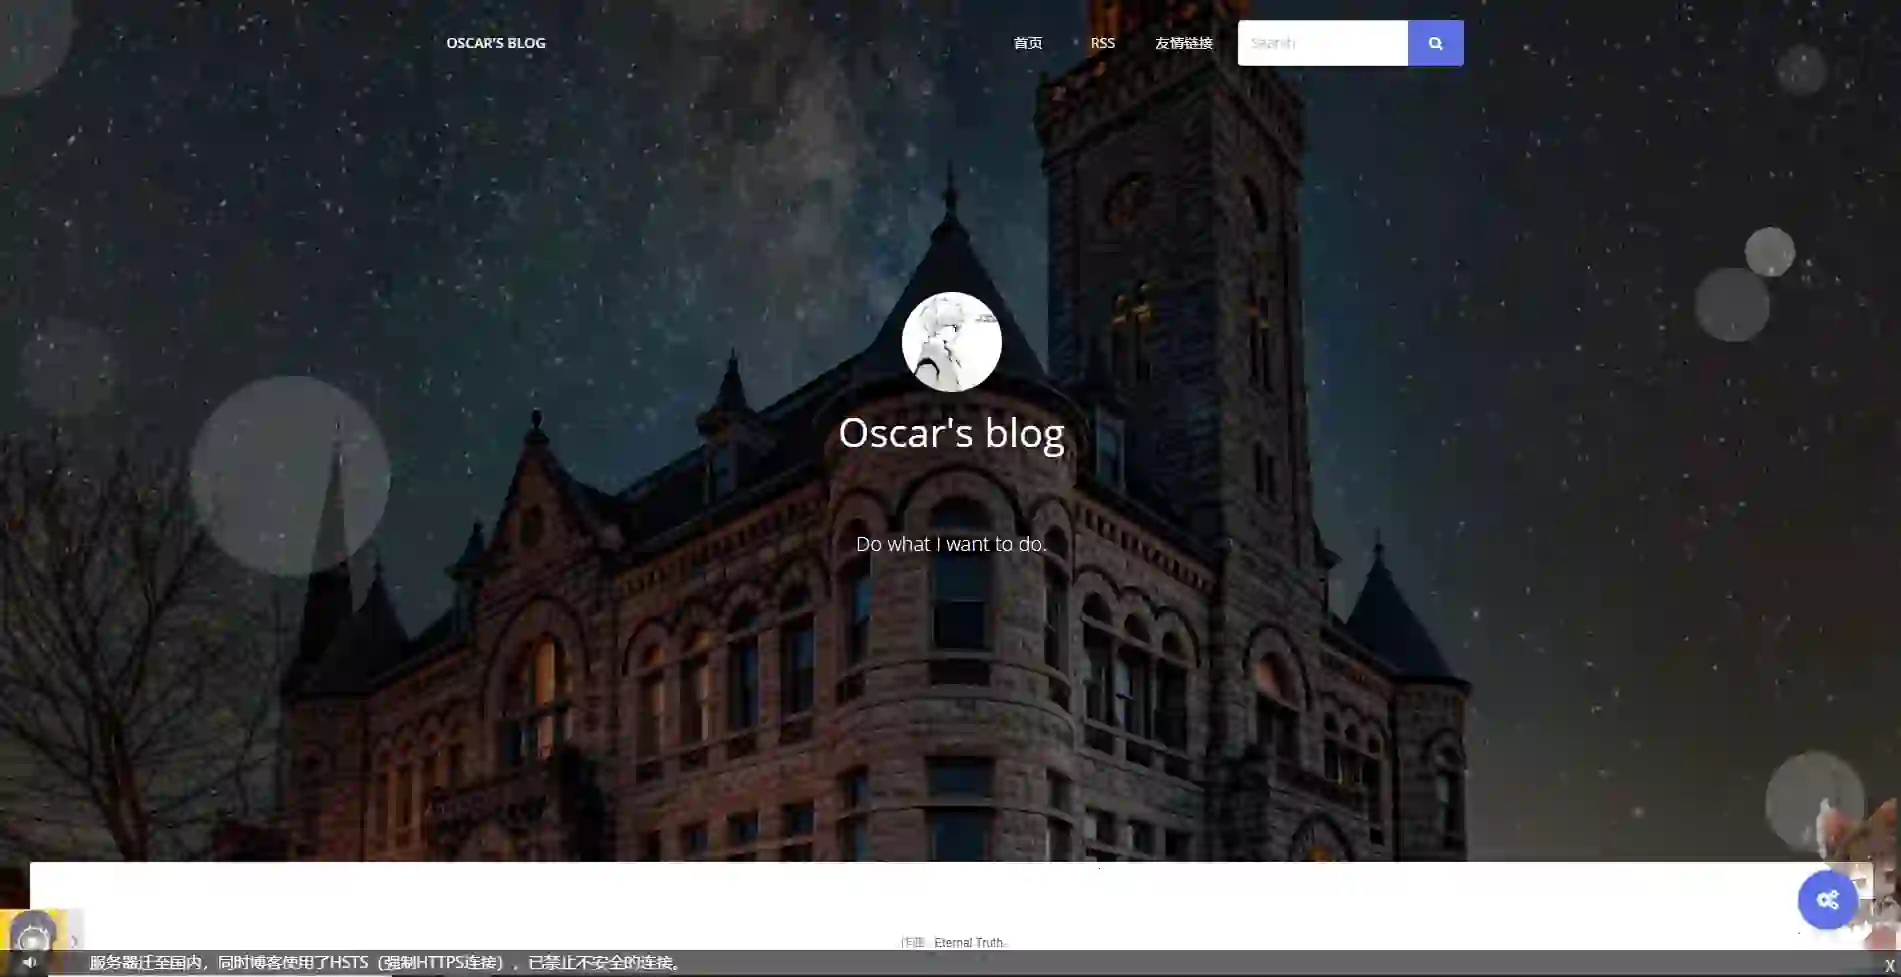 OSCAR'S BLOG
首页
RSS
友情链接
Search
Oscar's blog
Do what I want to do.
作曲 Eternal Truth
服务器迁至国内，同时博客使用了HSTS（强制HTTPS连接），已禁止不安全的连接。
X